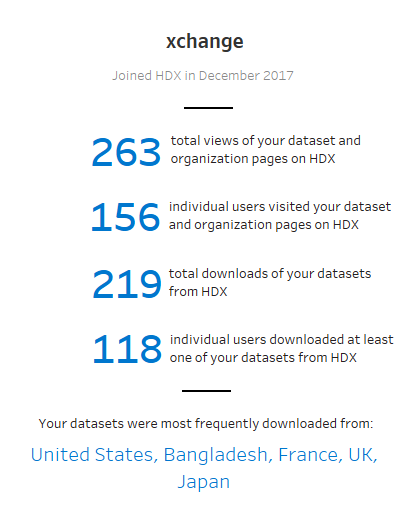 xchange
Joined HDX in December 2017
263 total views of your dataset and
organization pages on HDX
156 individual users visited your dataset
and organization pages on HDX
219 total downloads of your datasets
from HDX
118 individual users downloaded at least
one of your datasets from HDX
Your datasets were most frequently downloaded from:
United States, Bangladesh, France, UK,
Japan